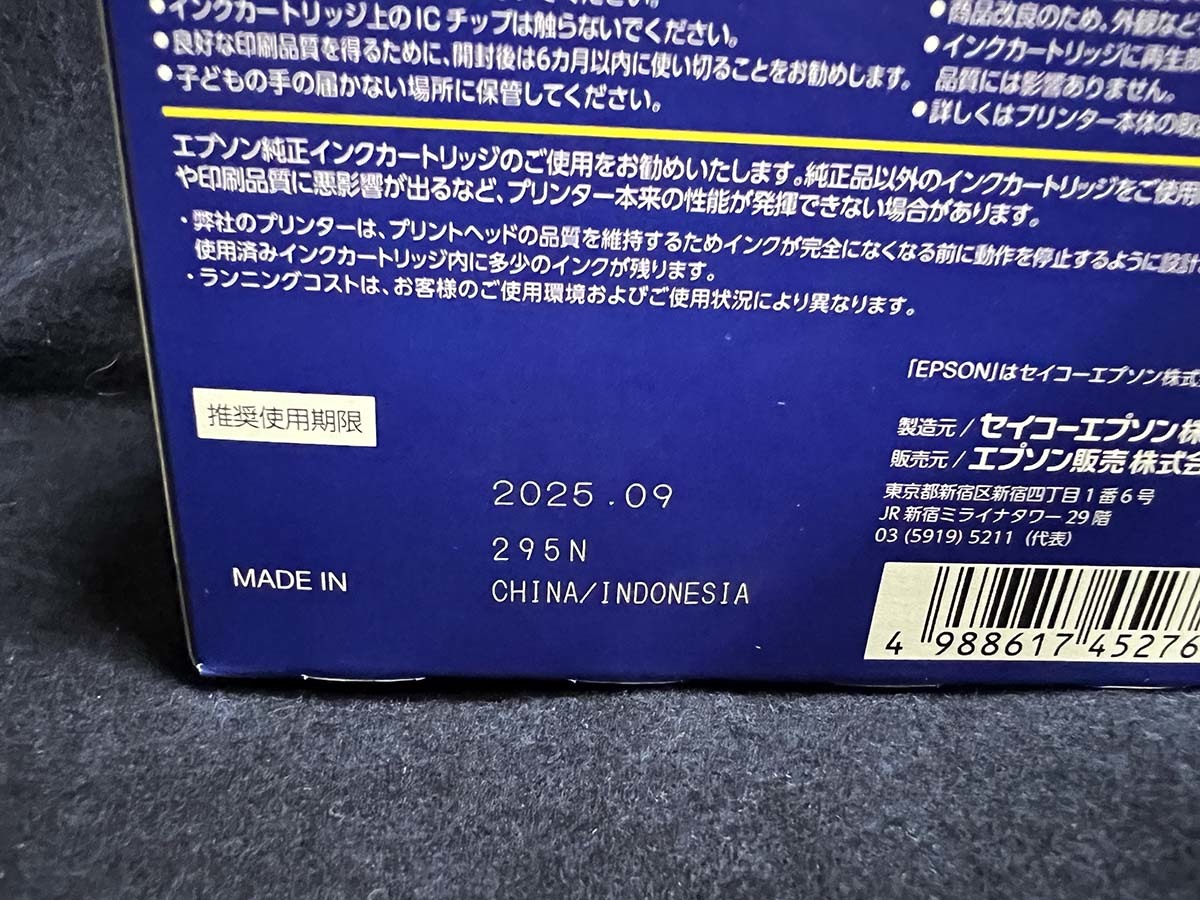 ●インクカートリッジ上のICチップは触らないでください。
●良好な印刷品質を得るために、開封後は6カ月以内に使い切ることをお勧めします。
●子どもの手の届かない場所に保管してください。
●商品改良のため、外観など
●インクカートリッジに再生部
品質には影響ありません。
●詳しくはプリンター本体の取
エプソン純正インクカートリッジのご使用をお勧めいたします。純正品以外のインクカートリッジをご使用
や印刷品質に悪影響が出るなど、プリンター本来の性能が発揮できない場合があります。
・弊社のプリンターは、プリントヘッドの品質を維持するためインクが完全になくなる前に動作を停止するように設計
使用済みインクカートリッジ内に多少のインクが残ります。
・ランニングコストは、お客様のご使用環境およびご使用状況により異なります。
「EPSON」はセイコーエプソン株式
推奨使用期限
製造元/セイコーエプソン株
販売元/エプソン販売株式会
東京都新宿区新宿四丁目1番6号
JR新宿ミライナタワー29階
03 (5919) 5211 (代表)
2025.09
295N
MADE IN CHINA/INDONESIA
4 988617 45276